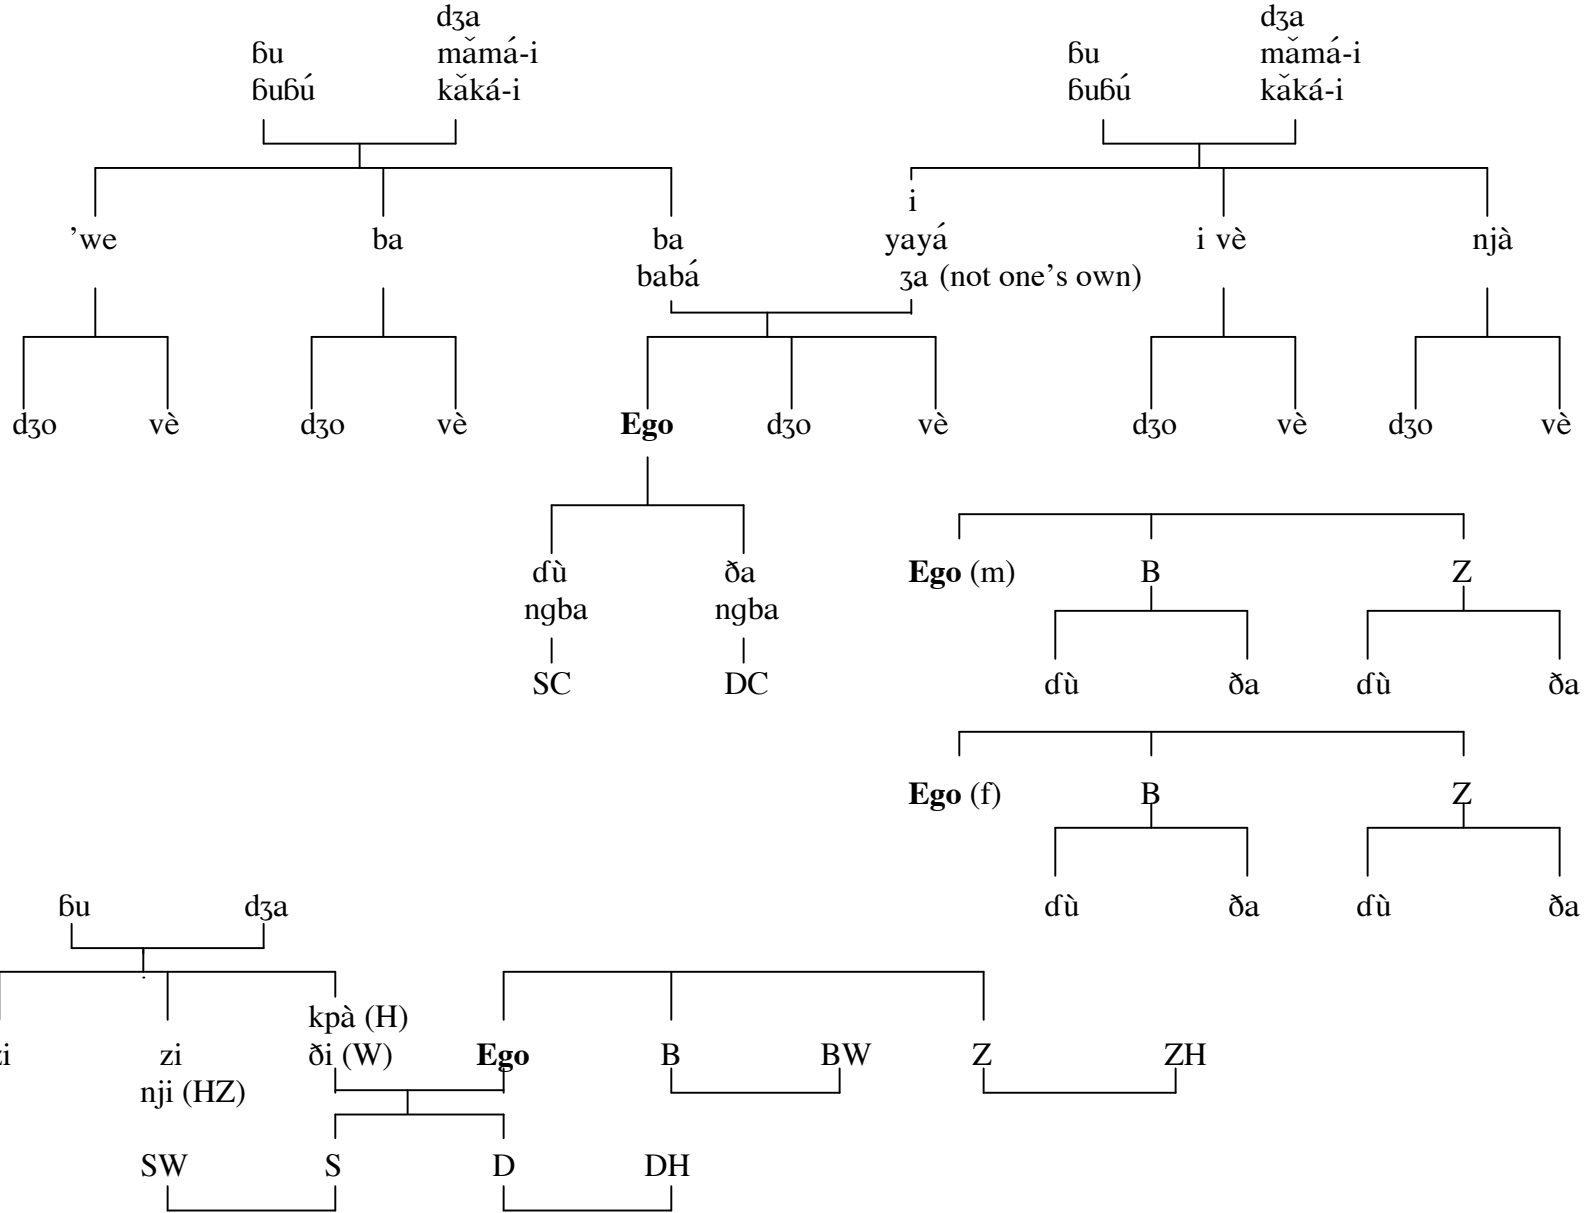 dʒa dʒa
ɓu mǎmá-i ɓu mǎmá-i
ɓuɓú kǎká-i ɓuɓú kǎká-i
i
’we ba ba yayá i vè njà
babá ʒa (not one’s own)
dʒo vè dʒo vè Ego dʒo vè dʒo vè dʒo vè
ɗù ða Ego (m) B Z
ngba ngba
SC DC ɗù ða ɗù ða
Ego (f) B Z
ɓu dʒa ɗù ða ɗù ða
kpà (H)
zi ði (W) Ego B BW Z ZH
nji (HZ)
SW S D DH